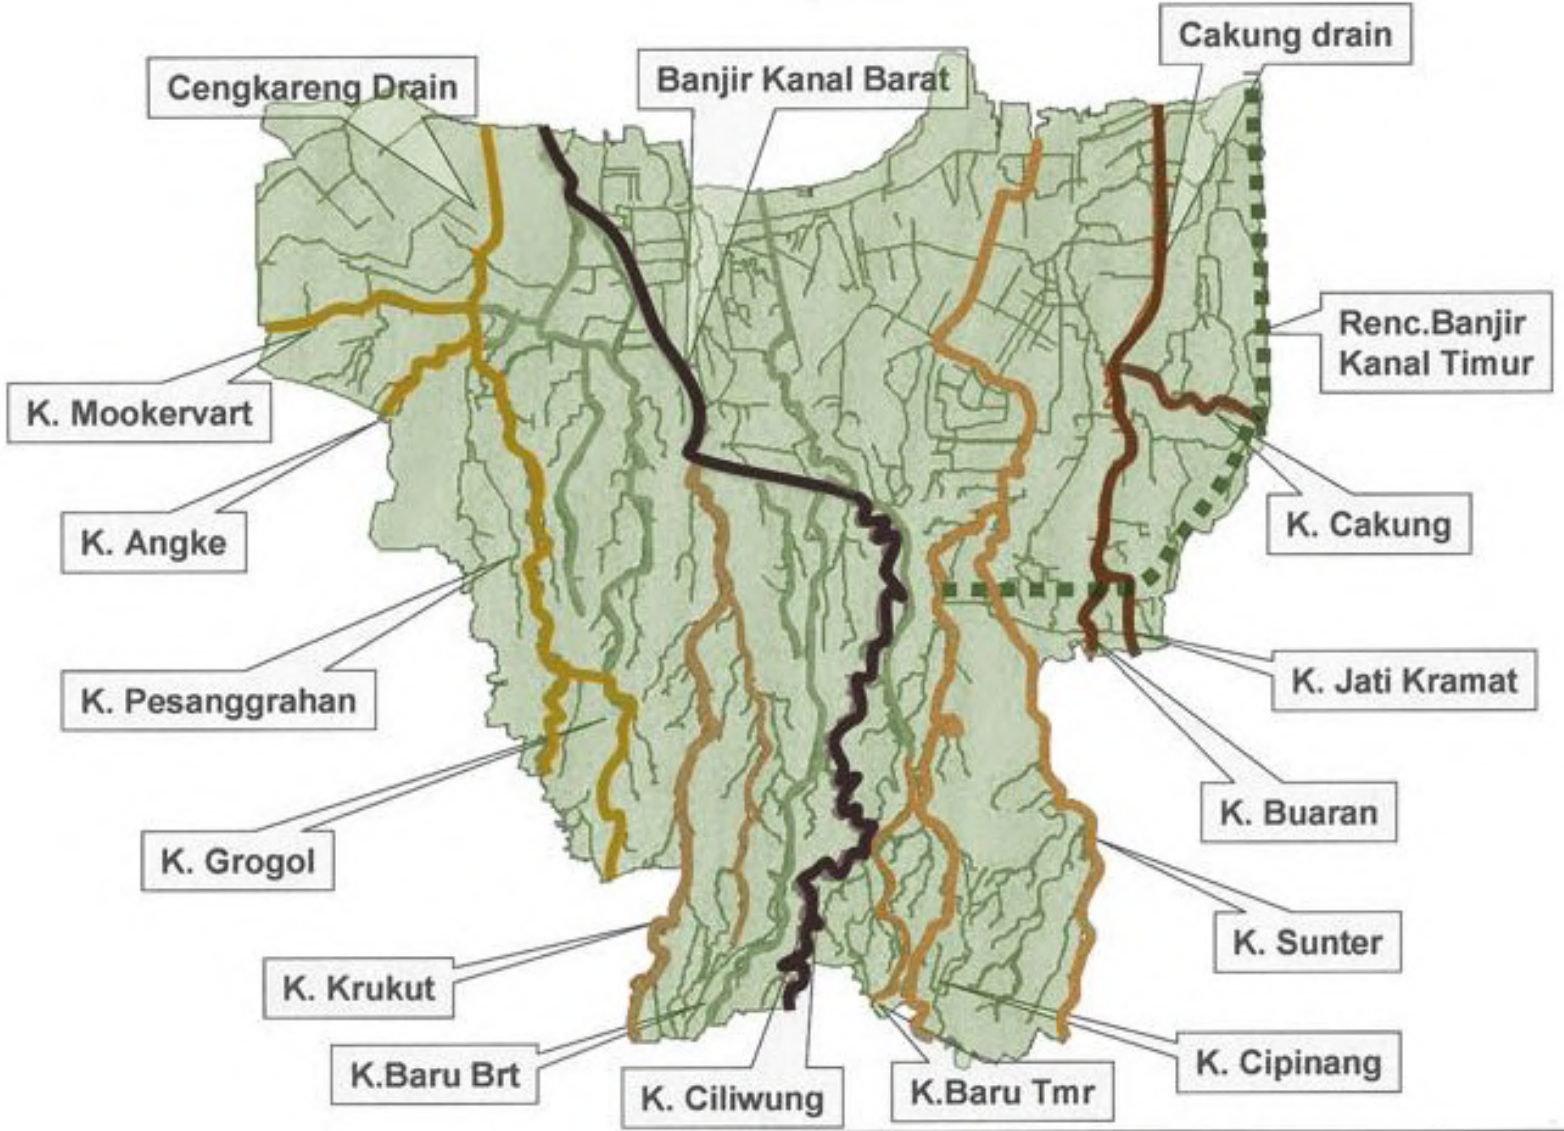 Cakung drain
Cengkareng Drain
Banjir Kanal Barat
Renc.Banjir
Kanal Timur
K. Mookervart
K. Cakung
K. Angke
K. Jati Kramat
K. Pesanggrahan
K. Buaran
K. Grogol
K. Sunter
K. Krukut
K. Cipinang
K.Baru Brt
K. Ciliwung
K.Baru Tmr